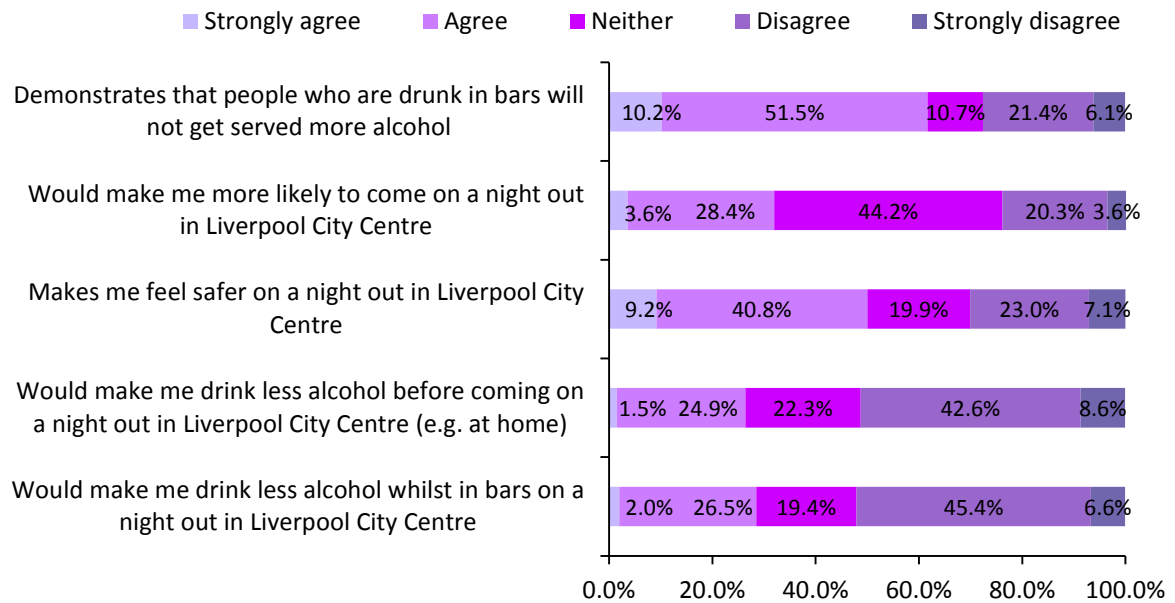 Strongly agree Agree Neither Disagree Strongly disagree
Demonstrates that people who are drunk in bars will
not get served more alcohol
10.2% 51.5% 10.7% 21.4% 6.1%
Would make me more likely to come on a night out
in Liverpool City Centre
3.6% 28.4% 44.2% 20.3% 3.6%
Makes me feel safer on a night out in Liverpool City
Centre
9.2% 40.8% 19.9% 23.0% 7.1%
Would make me drink less alcohol before coming on
a night out in Liverpool City Centre (e.g. at home)
1.5% 24.9% 22.3% 42.6% 8.6%
Would make me drink less alcohol whilst in bars on a
night out in Liverpool City Centre
2.0% 26.5% 19.4% 45.4% 6.6%
0.0% 20.0% 40.0% 60.0% 80.0% 100.0%